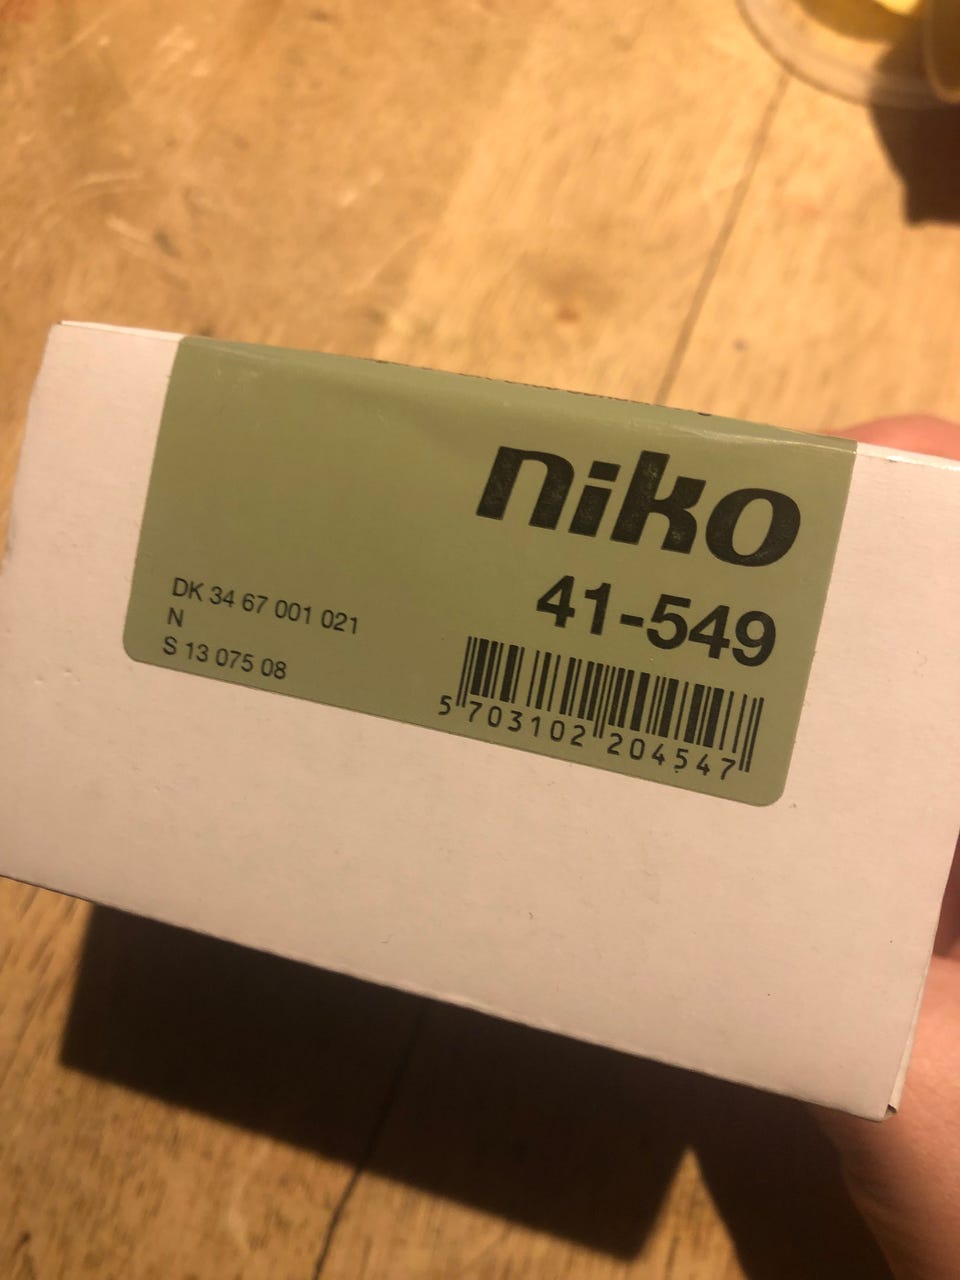 niko
41-549
DK 34 67 001 021
N
S 13 075 08
5 703102 204547